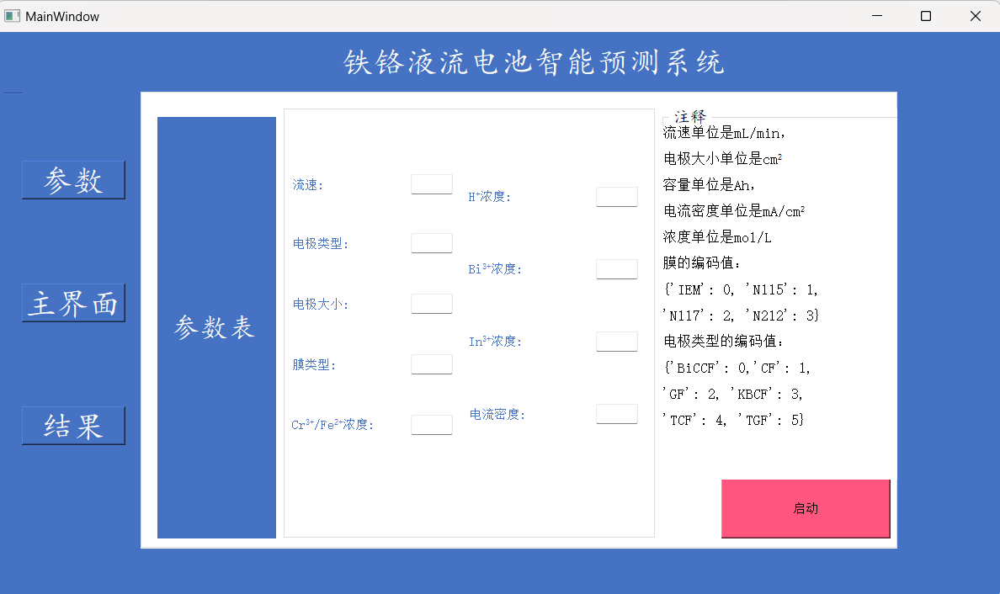 MainWindow
铁铬液流电池智能预测系统
参数
主界面
结果
参数表
流速:
电极类型:
电极大小:
膜类型:
Cr³⁺/Fe²⁺浓度:
H⁺浓度:
Bi³⁺浓度:
In³⁺浓度:
电流密度:
注释
流速单位是mL/min,
电极大小单位是cm²
容量单位是Ah,
电流密度单位是mA/cm²
浓度单位是mol/L
膜的编码值:
{'IEM': 0, 'N115': 1,
'N117': 2, 'N212': 3}
电极类型的编码值:
{'BiCCF': 0,'CF': 1,
'GF': 2, 'KBCF': 3,
'TCF': 4, 'TGF': 5}
启动